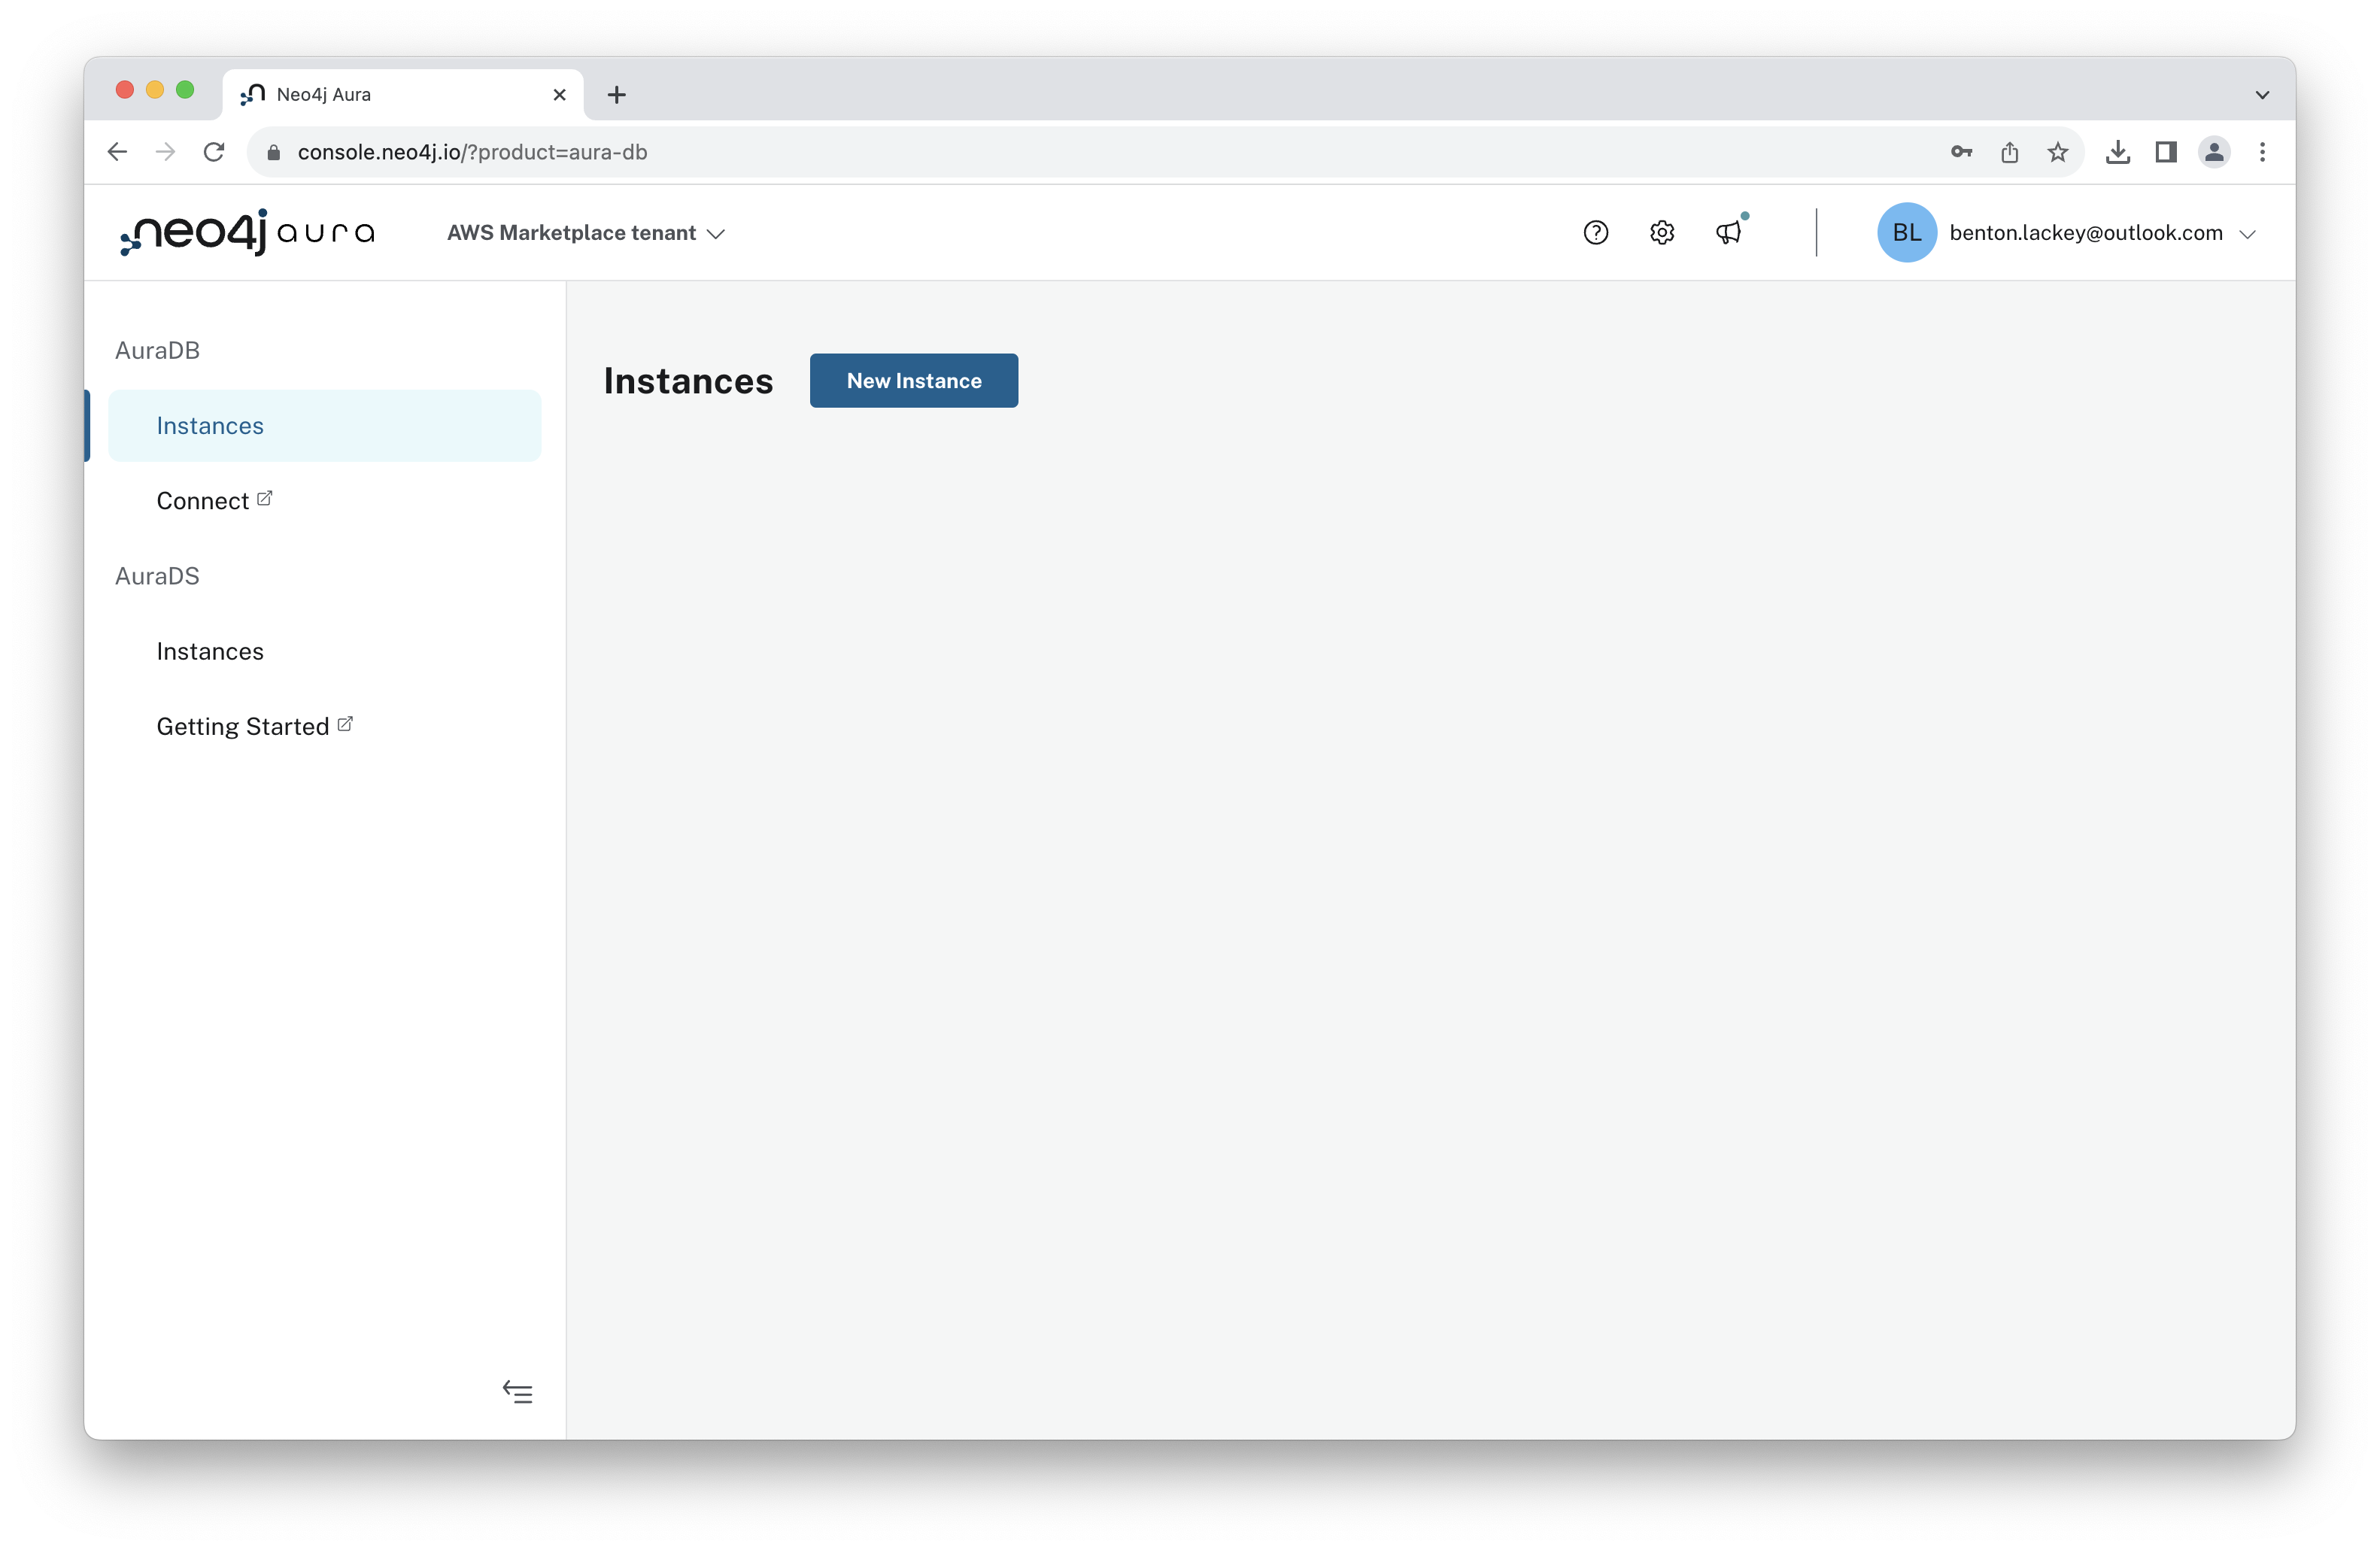 Neo4j Aura
console.neo4j.io/?product=aura-db
neo4j aura
AWS Marketplace tenant
BL
benton.lackey@outlook.com
AuraDB
Instances
Connect
AuraDS
Instances
Getting Started
Instances
New Instance